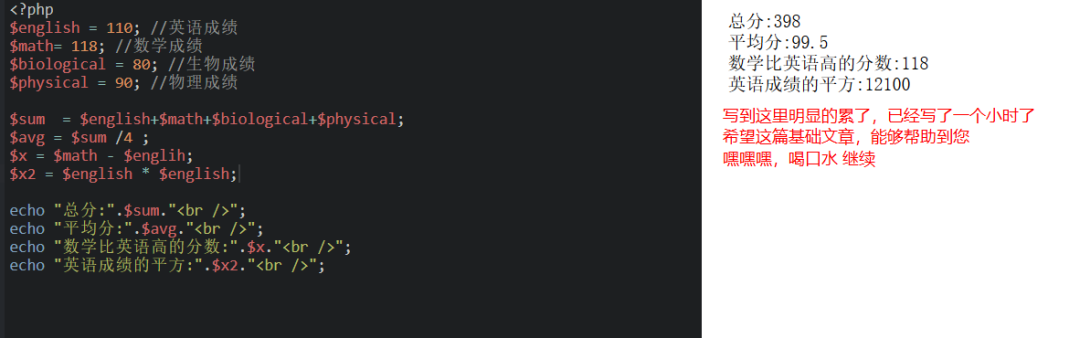 <?php
$english = 110; //英语成绩
$math= 118; //数学成绩
$biological = 80; //生物成绩
$physical = 90; //物理成绩
$sum  = $english+$math+$biological+$physical;
$avg = $sum /4 ;
$x = $math - $englih;
$x2 = $english * $english;
echo "总分:".$sum."<br />";
echo "平均分:".$avg."<br />";
echo "数学比英语高的分数:".$x."<br />";
echo "英语成绩的平方:".$x2."<br />";
总分:398
平均分:99.5
数学比英语高的分数:118
英语成绩的平方:12100
写到这里明显的累了，已经写了一个小时了
希望这篇基础文章，能够帮助到您
嘿嘿嘿，喝口水 继续